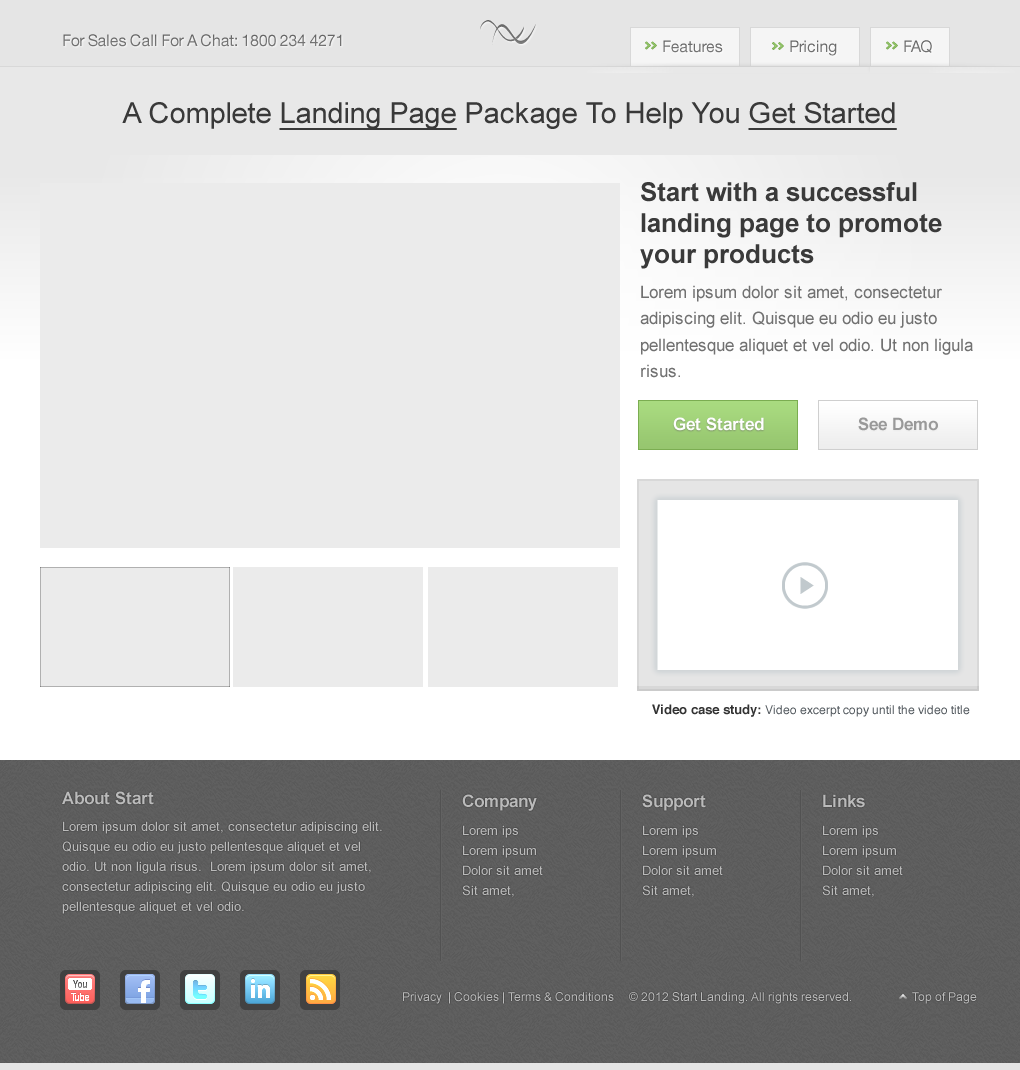 For Sales Call For A Chat: 1800 234 4271
Features
Pricing
FAQ
A Complete Landing Page Package To Help You Get Started
Start with a successful
landing page to promote
your products
Lorem ipsum dolor sit amet, consectetur
adipiscing elit. Quisque eu odio eu justo
pellentesque aliquet et vel odio. Ut non ligula
risus.
Get Started
See Demo
Video case study: Video excerpt copy until the video title
About Start
Lorem ipsum dolor sit amet, consectetur adipiscing elit.
Quisque eu odio eu justo pellentesque aliquet et vel
odio. Ut non ligula risus.  Lorem ipsum dolor sit amet,
consectetur adipiscing elit. Quisque eu odio eu justo
pellentesque aliquet et vel odio.
Company
Lorem ips
Lorem ipsum
Dolor sit amet
Sit amet,
Support
Lorem ips
Lorem ipsum
Dolor sit amet
Sit amet,
Links
Lorem ips
Lorem ipsum
Dolor sit amet
Sit amet,
You
Tube
f
t
in
Privacy | Cookies | Terms & Conditions
© 2012 Start Landing. All rights reserved.
Top of Page